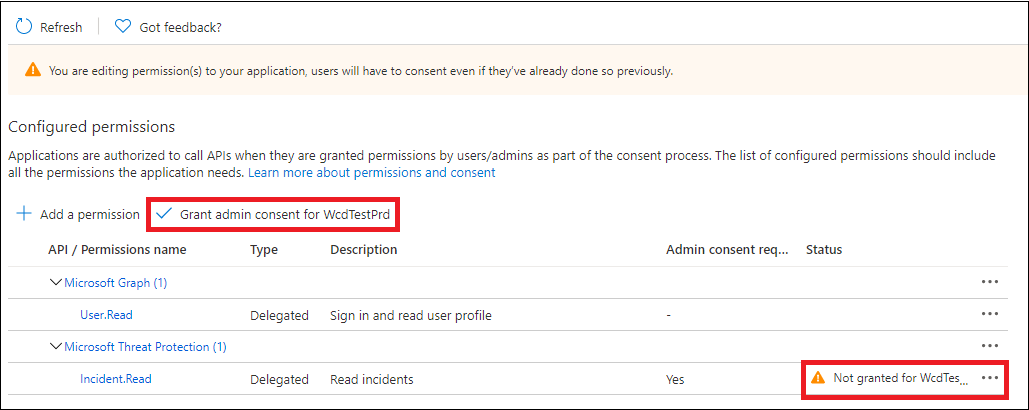 Refresh Got feedback?
You are editing permission(s) to your application, users will have to consent even if they've already done so previously.
Configured permissions
Applications are authorized to call APIs when they are granted permissions by users/admins as part of the consent process. The list of configured permissions should include
all the permissions the application needs. Learn more about permissions and consent
Add a permission Grant admin consent for WcdTestPrd
API / Permissions name Type Description Admin consent req... Status
Microsoft Graph (1)
User.Read Delegated Sign in and read user profile -
Microsoft Threat Protection (1)
Incident.Read Delegated Read incidents Yes Not granted for WcdTes...